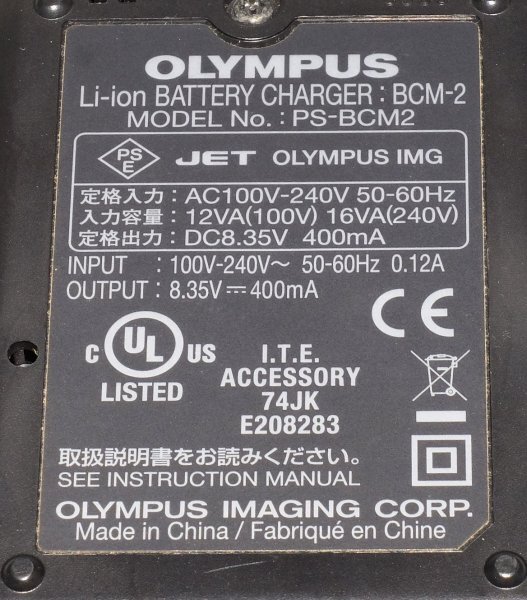 OLYMPUS
Li-ion BATTERY CHARGER : BCM-2
MODEL No. : PS-BCM2
PS E JET OLYMPUS IMG
定格入力 : AC100V-240V 50-60Hz
入力容量 : 12VA(100V) 16VA(240V)
定格出力 : DC8.35V 400mA
INPUT : 100V-240V～ 50-60Hz 0.12A
OUTPUT : 8.35V⎓400mA
CE
C UL US
LISTED
I.T.E.
ACCESSORY
74JK
E208283
取扱説明書をお読みください。
SEE INSTRUCTION MANUAL
OLYMPUS IMAGING CORP.
Made in China / Fabriqué en Chine